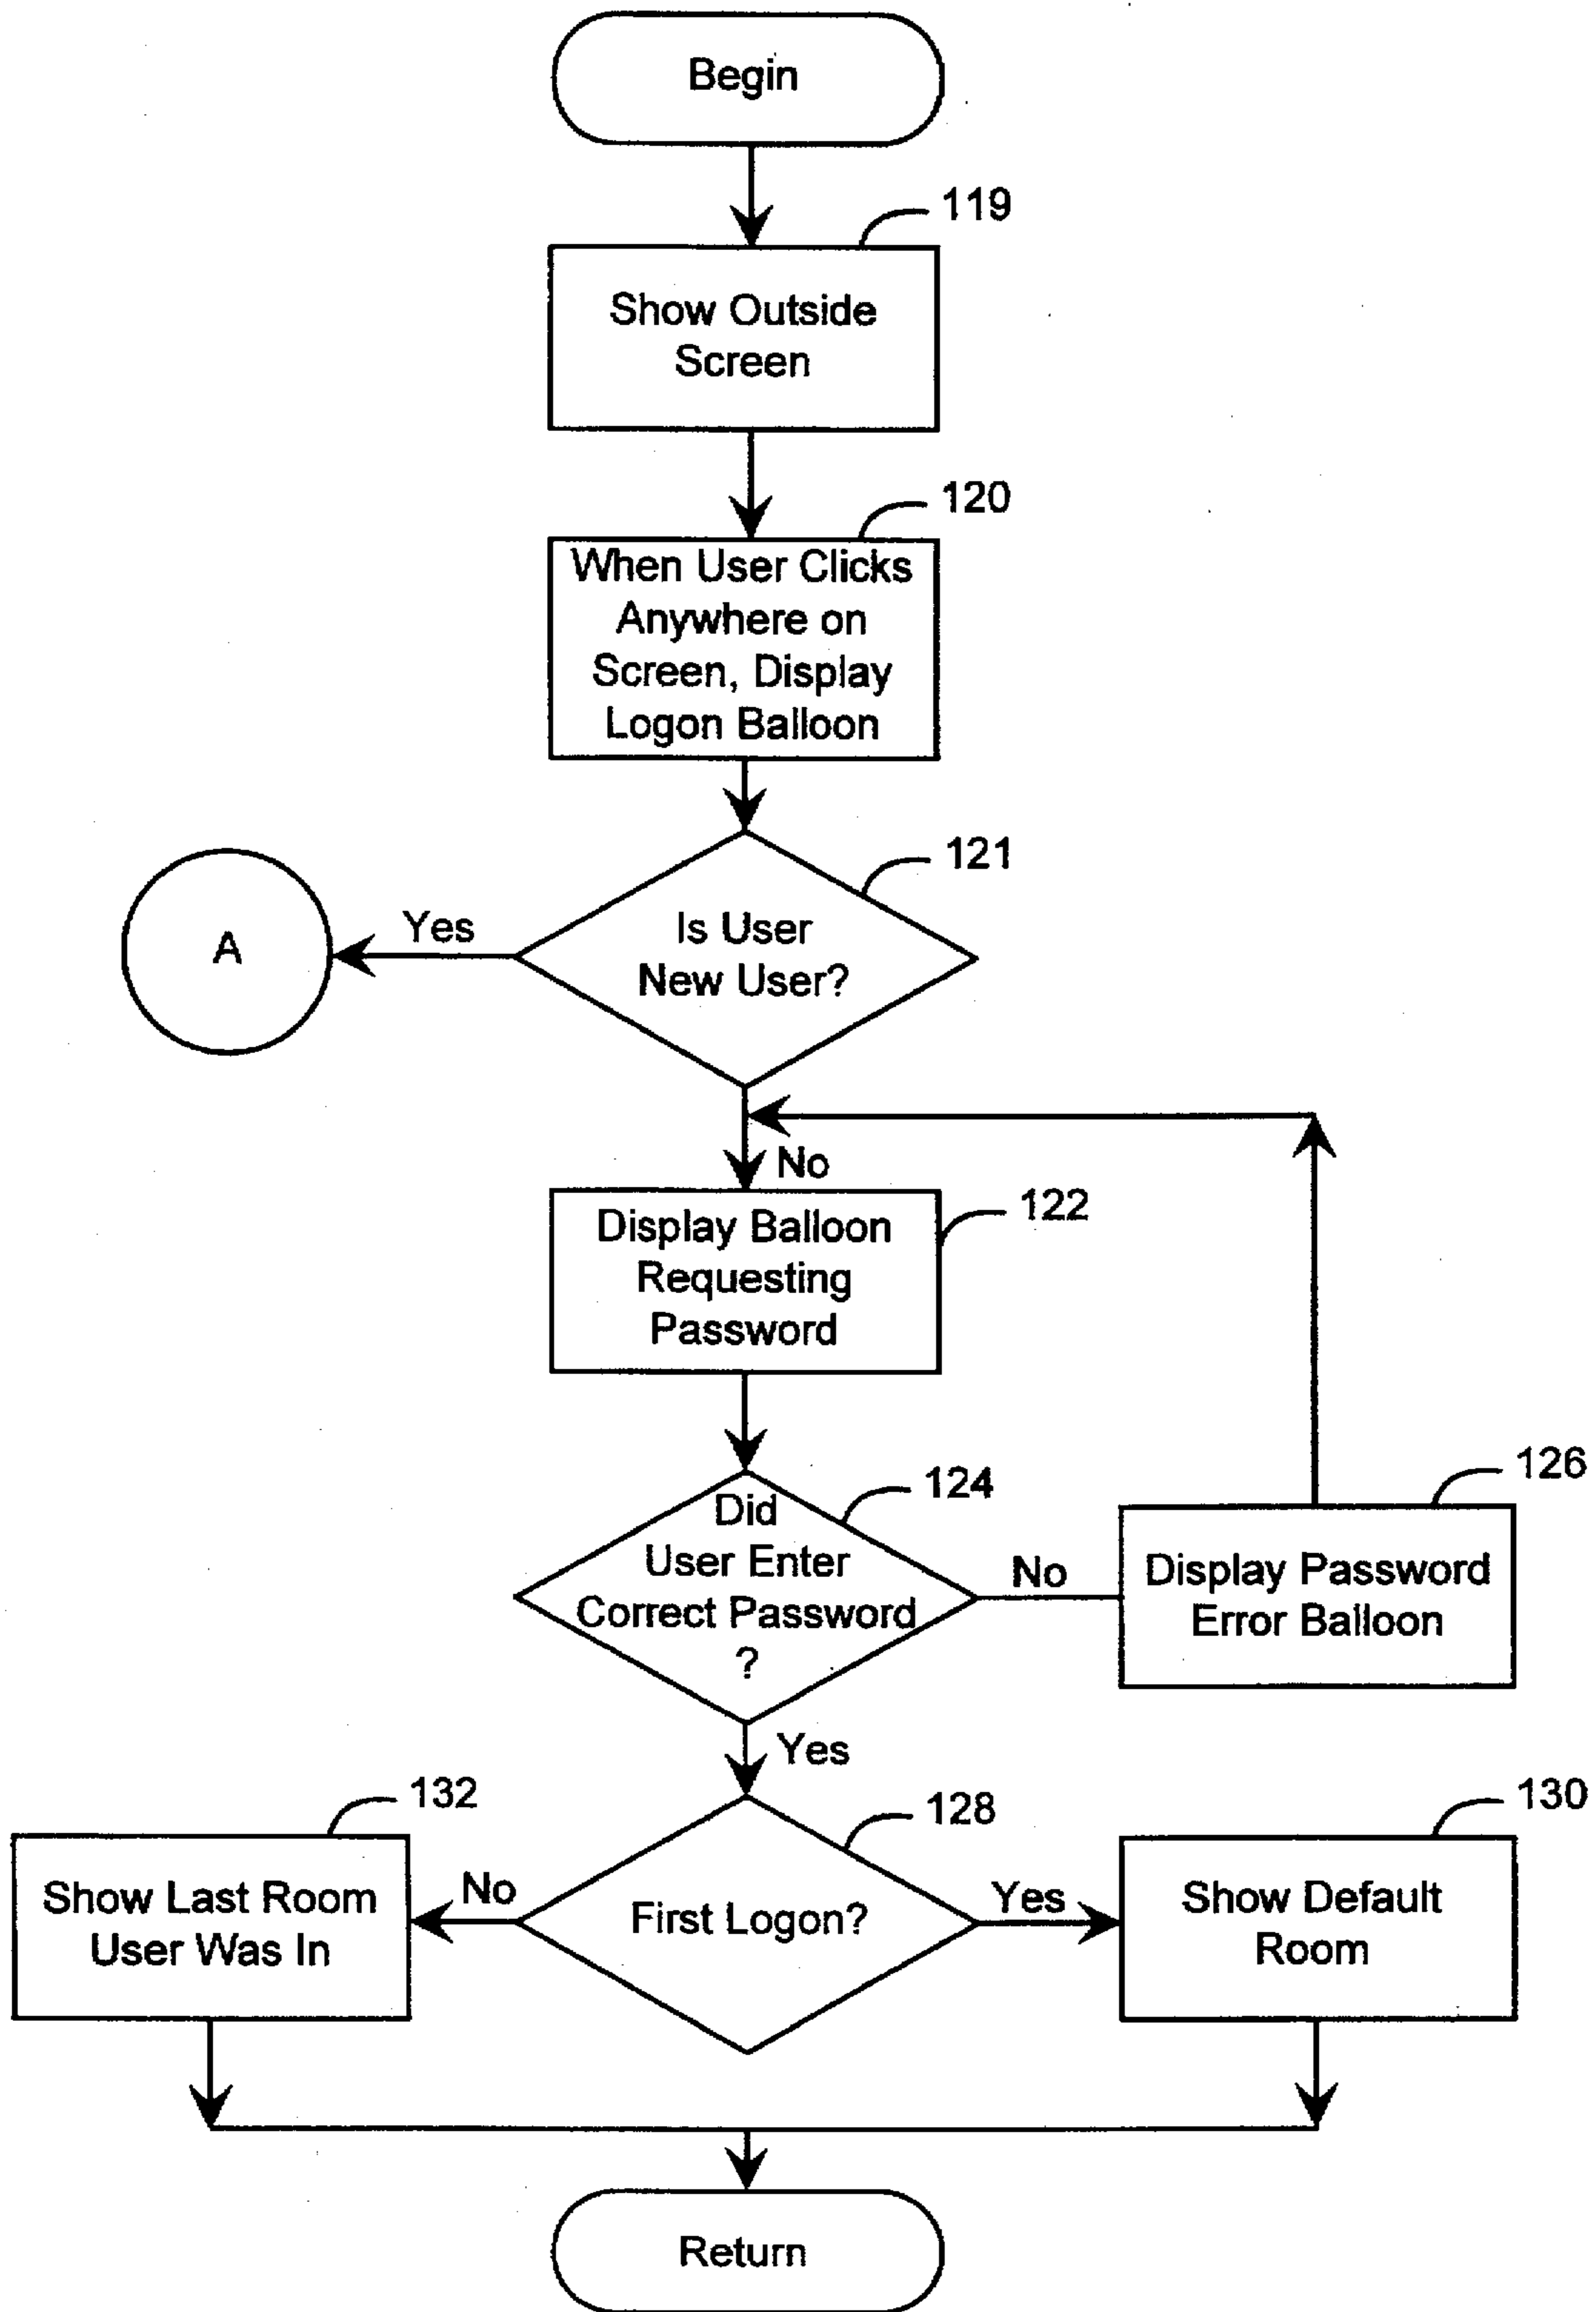 Begin
119
Show Outside
Screen
120
When User Clicks
Anywhere on
Screen, Display
Logon Balloon
121
Is User
New User?
Yes
A
No
Display Balloon
Requesting
Password
122
124
Did
User Enter
Correct Password
?
No
126
Display Password
Error Balloon
Yes
132
Show Last Room
User Was In
No
128
First Logon?
Yes
130
Show Default
Room
Return